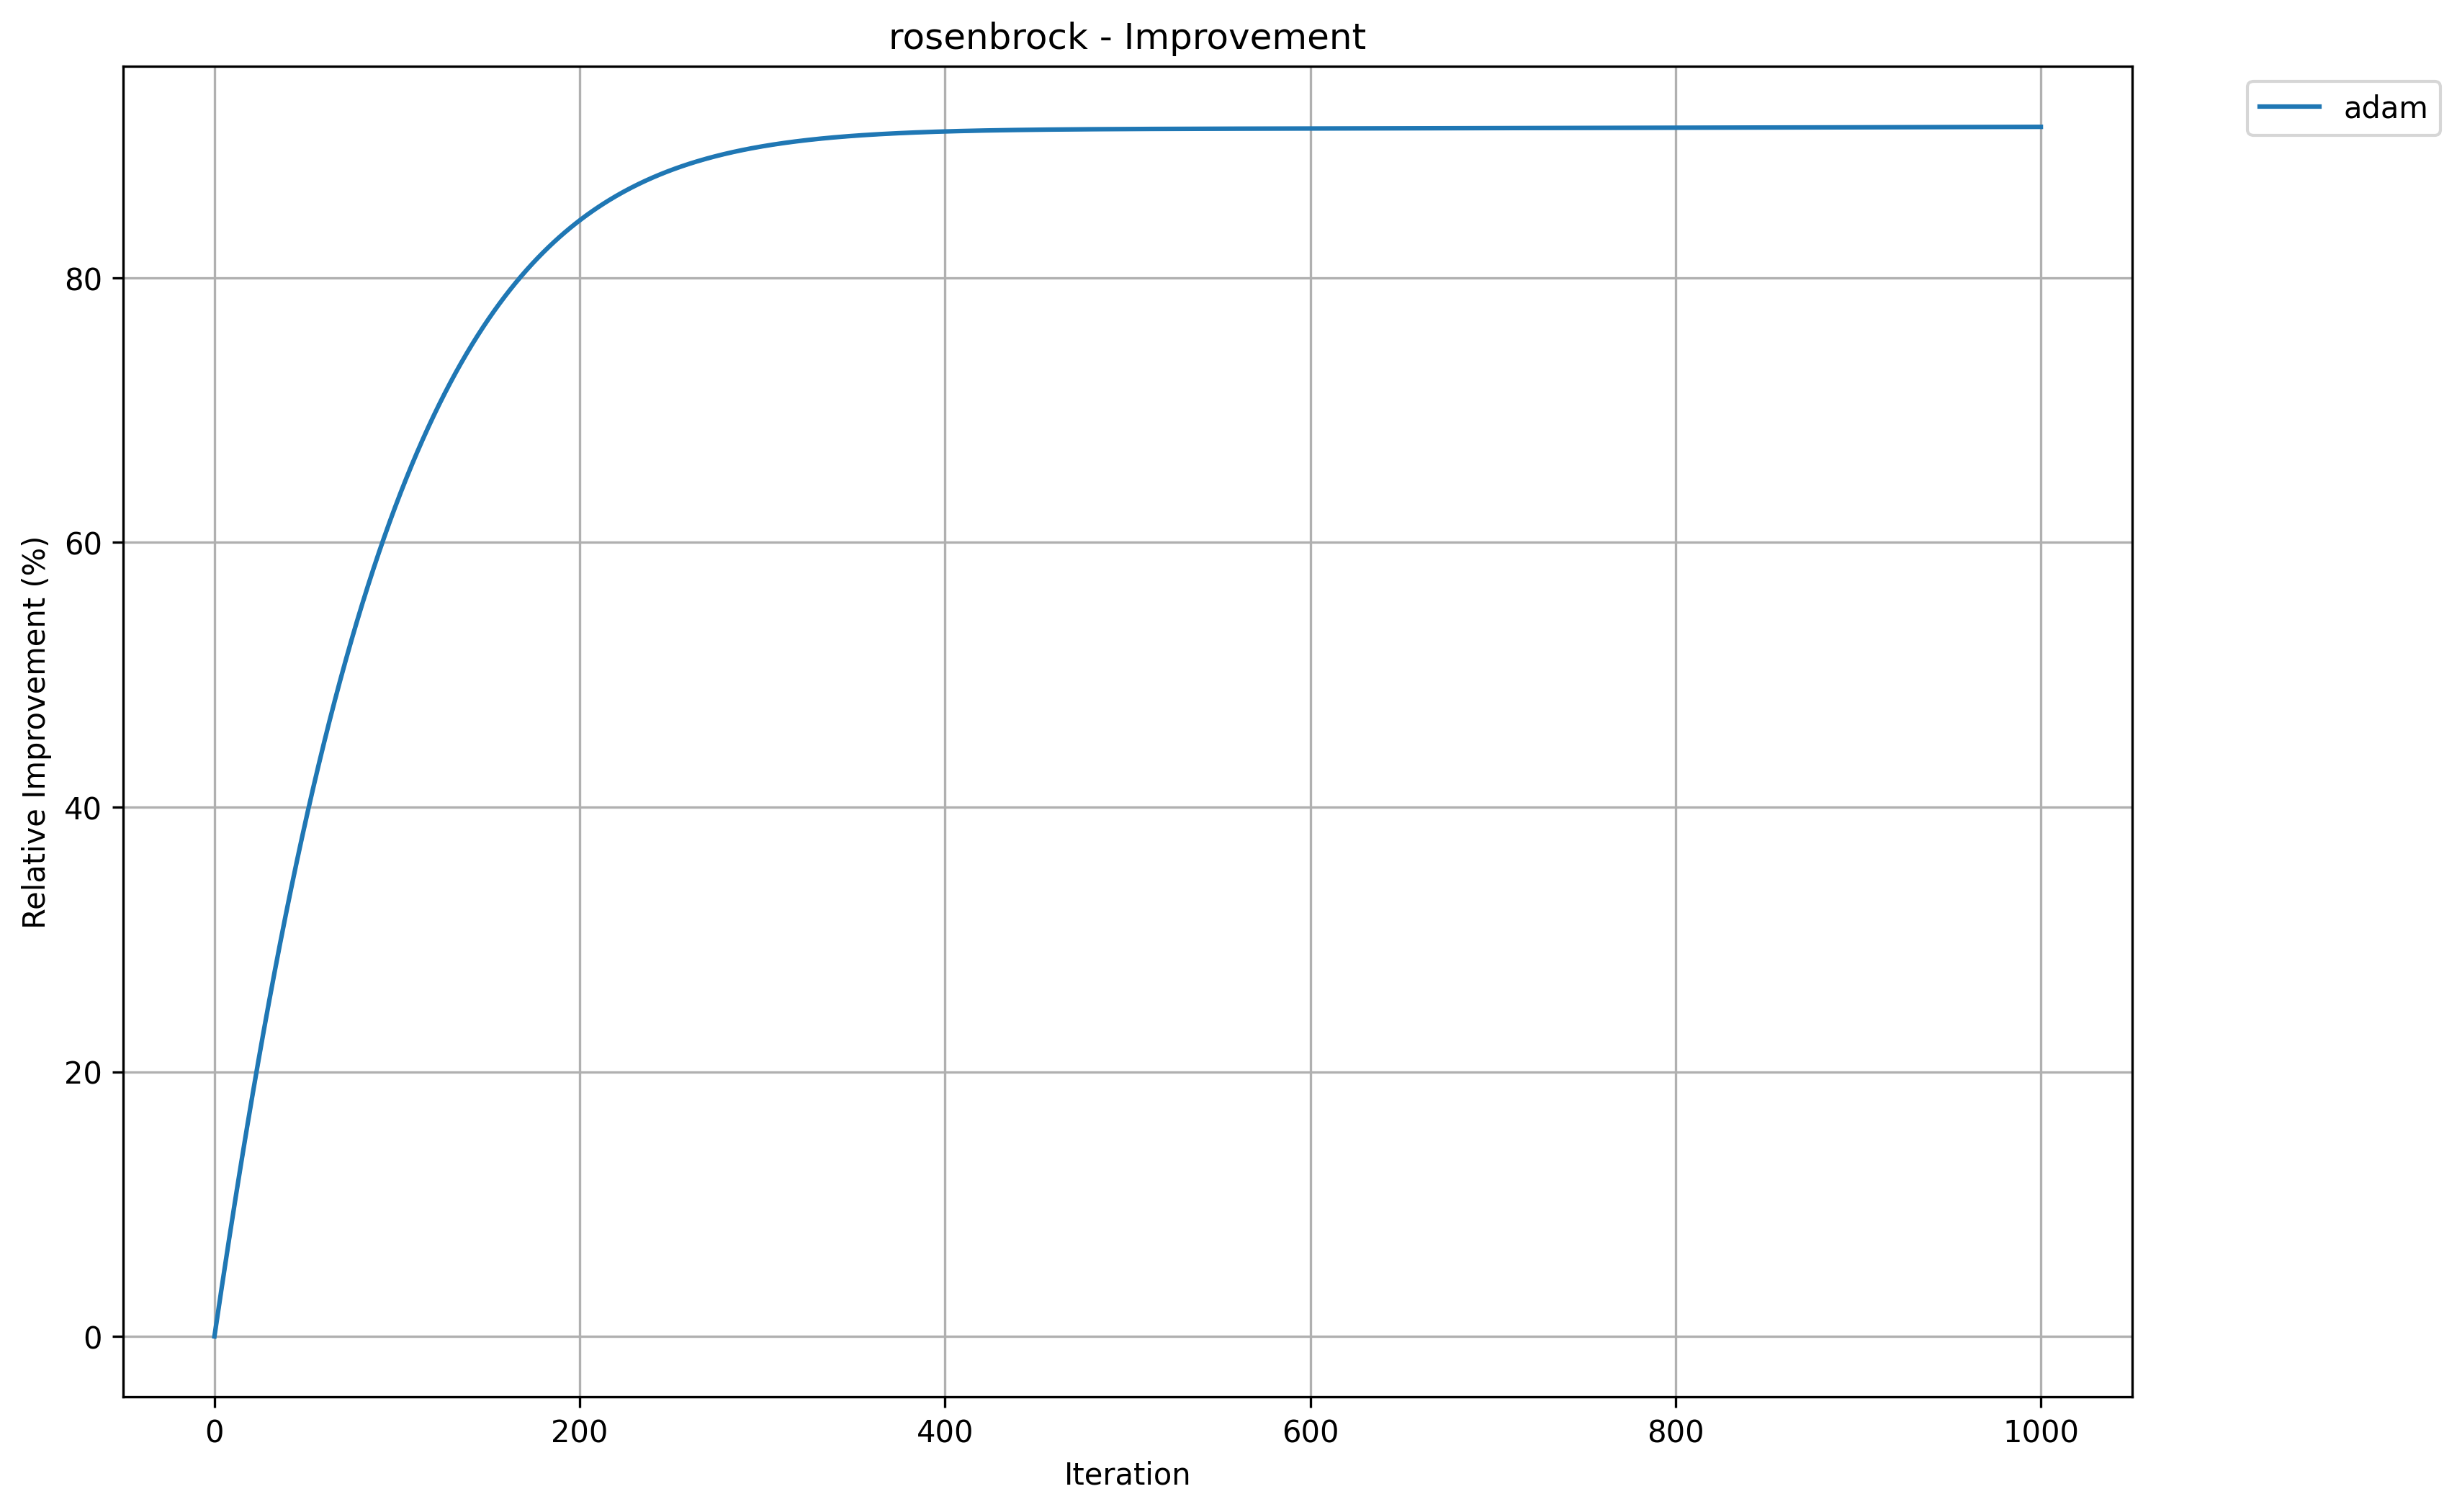 rosenbrock - Improvement
adam
Relative Improvement (%)
80
60
40
20
0
0 200 400 600 800 1000
Iteration